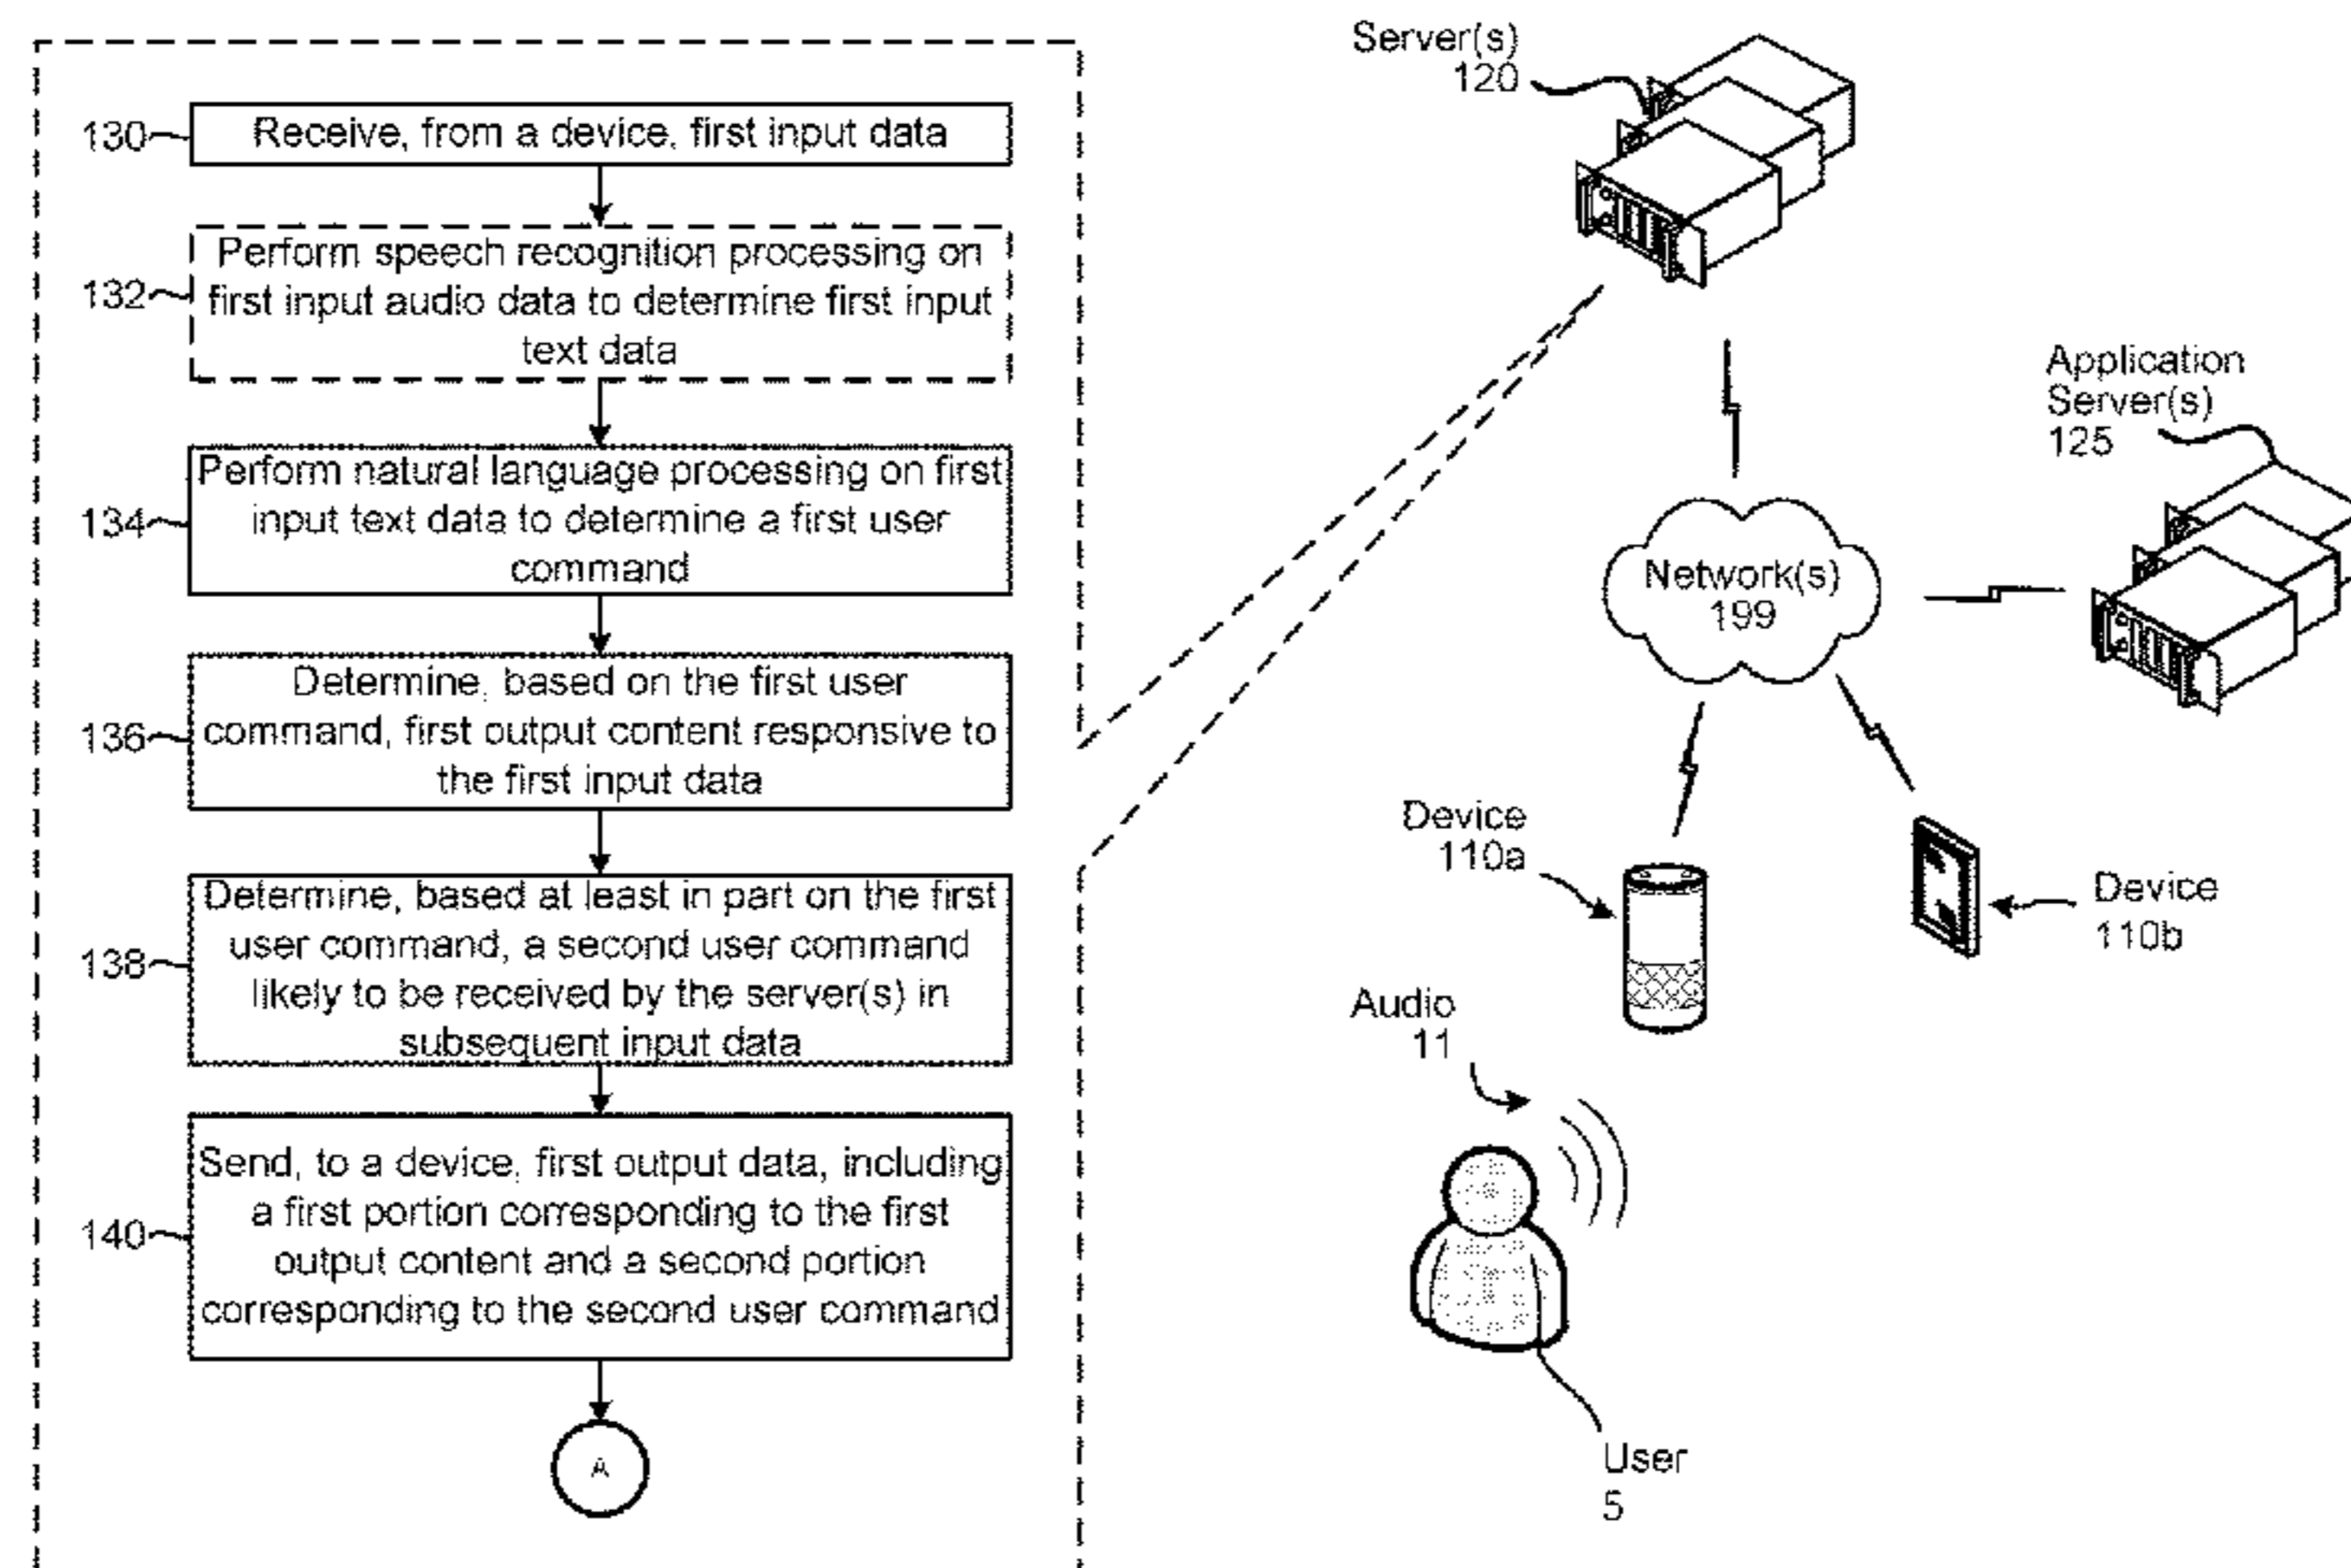 130
Receive, from a device, first input data
132
Perform speech recognition processing on
first input audio data to determine first input
text data
134
Perform natural language processing on first
input text data to determine a first user
command
136
Determine, based on the first user
command, first output content responsive to
the first input data
138
Determine, based at least in part on the first
user command, a second user command
likely to be received by the server(s) in
subsequent input data
140
Send, to a device, first output data, including
a first portion corresponding to the first
output content and a second portion
corresponding to the second user command
A
Server(s)
120
Application
Server(s)
125
Network(s)
199
Device
110a
Device
110b
Audio
11
User
5